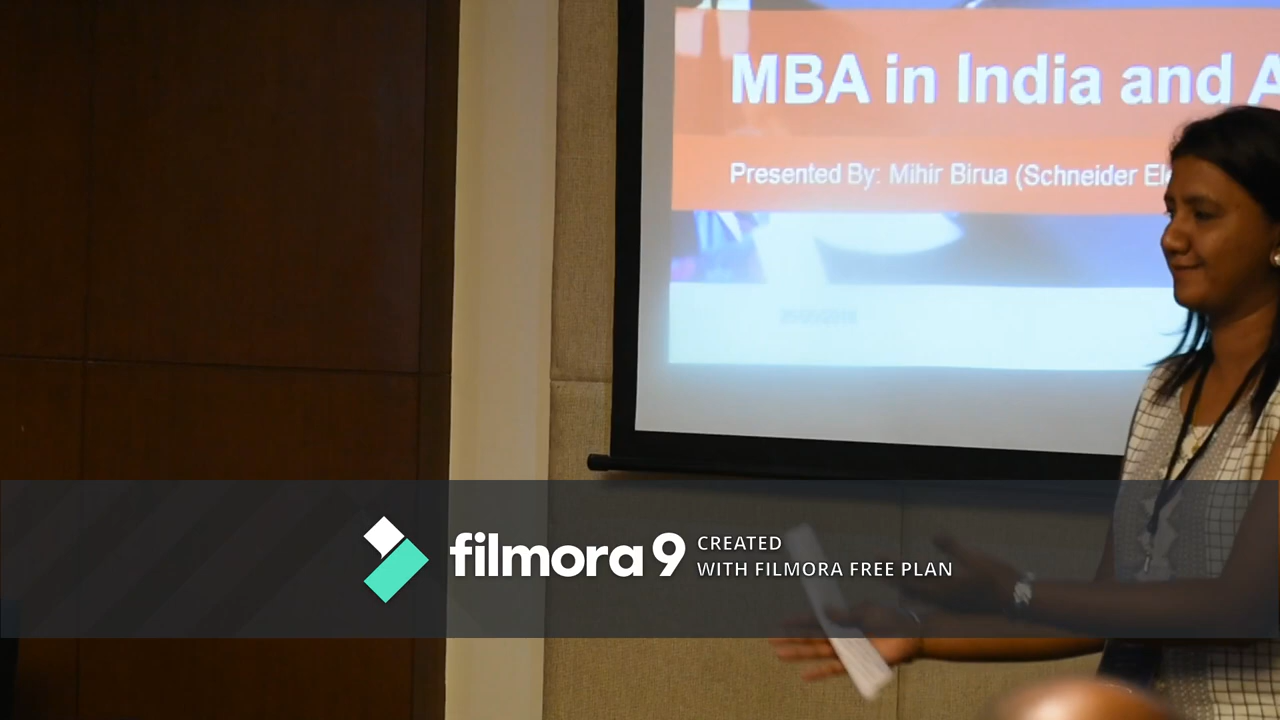 MBA in India and A
Presented By: Mihir Birua (Schneider Ele
filmora 9
CREATED
WITH FILMORA FREE PLAN